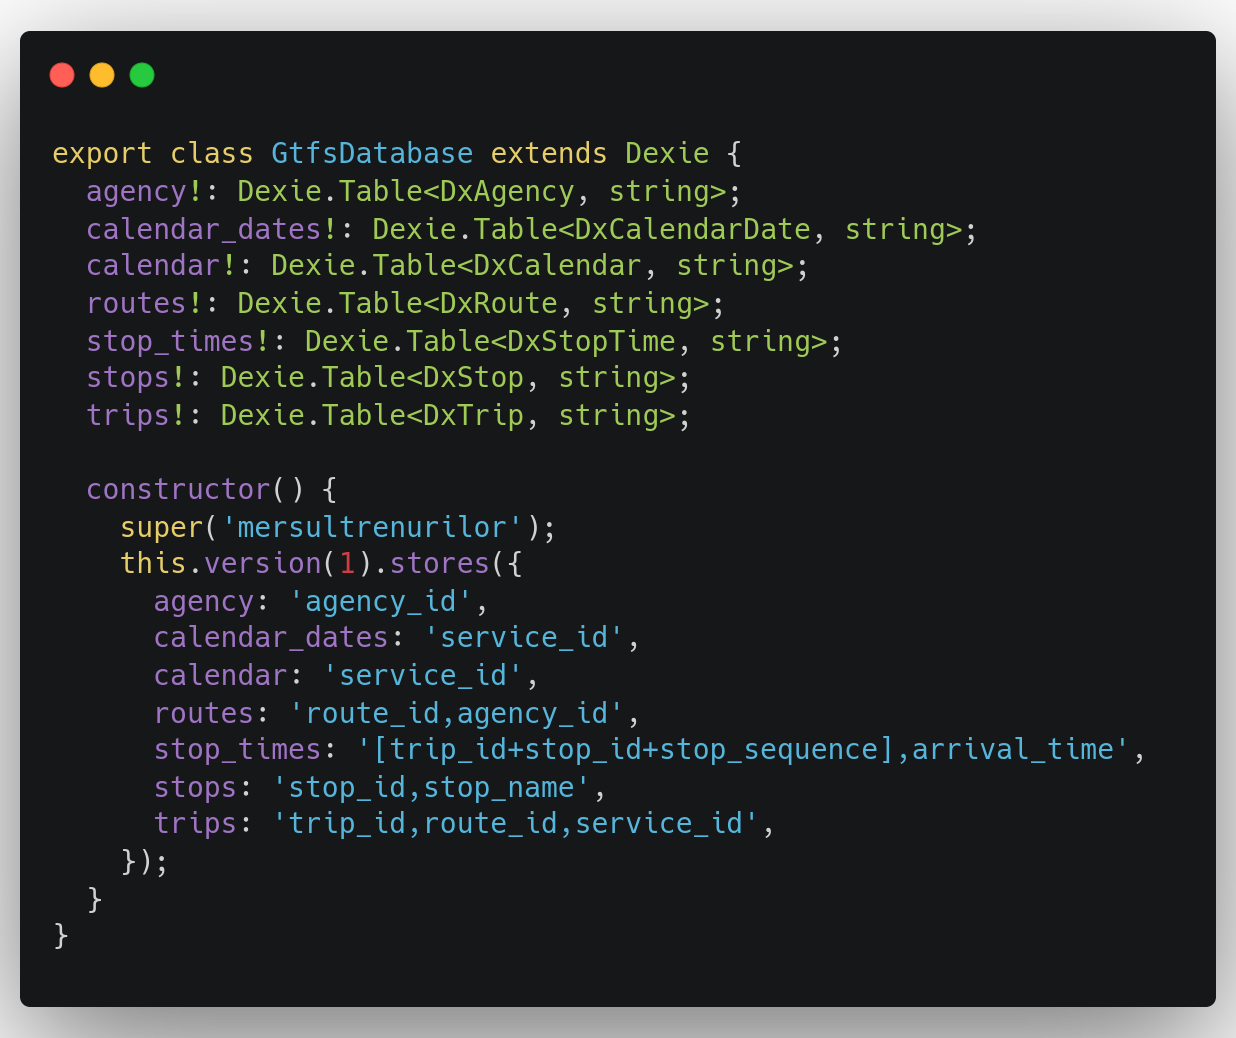 export class GtfsDatabase extends Dexie {
  agency!: Dexie.Table<DxAgency, string>;
  calendar_dates!: Dexie.Table<DxCalendarDate, string>;
  calendar!: Dexie.Table<DxCalendar, string>;
  routes!: Dexie.Table<DxRoute, string>;
  stop_times!: Dexie.Table<DxStopTime, string>;
  stops!: Dexie.Table<DxStop, string>;
  trips!: Dexie.Table<DxTrip, string>;

  constructor() {
    super('mersultrenurilor');
    this.version(1).stores({
      agency: 'agency_id',
      calendar_dates: 'service_id',
      calendar: 'service_id',
      routes: 'route_id,agency_id',
      stop_times: '[trip_id+stop_id+stop_sequence],arrival_time',
      stops: 'stop_id,stop_name',
      trips: 'trip_id,route_id,service_id',
    });
  }
}